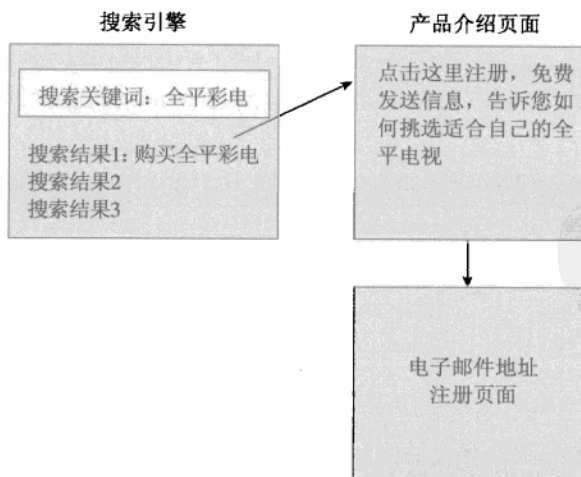 搜索引擎
搜索关键词：全平彩电
搜索结果1：购买全平彩电
搜索结果2
搜索结果3
产品介绍页面
点击这里注册，免费
发送信息，告诉您如
何挑选适合自己的全
平电视
电子邮件地址
注册页面